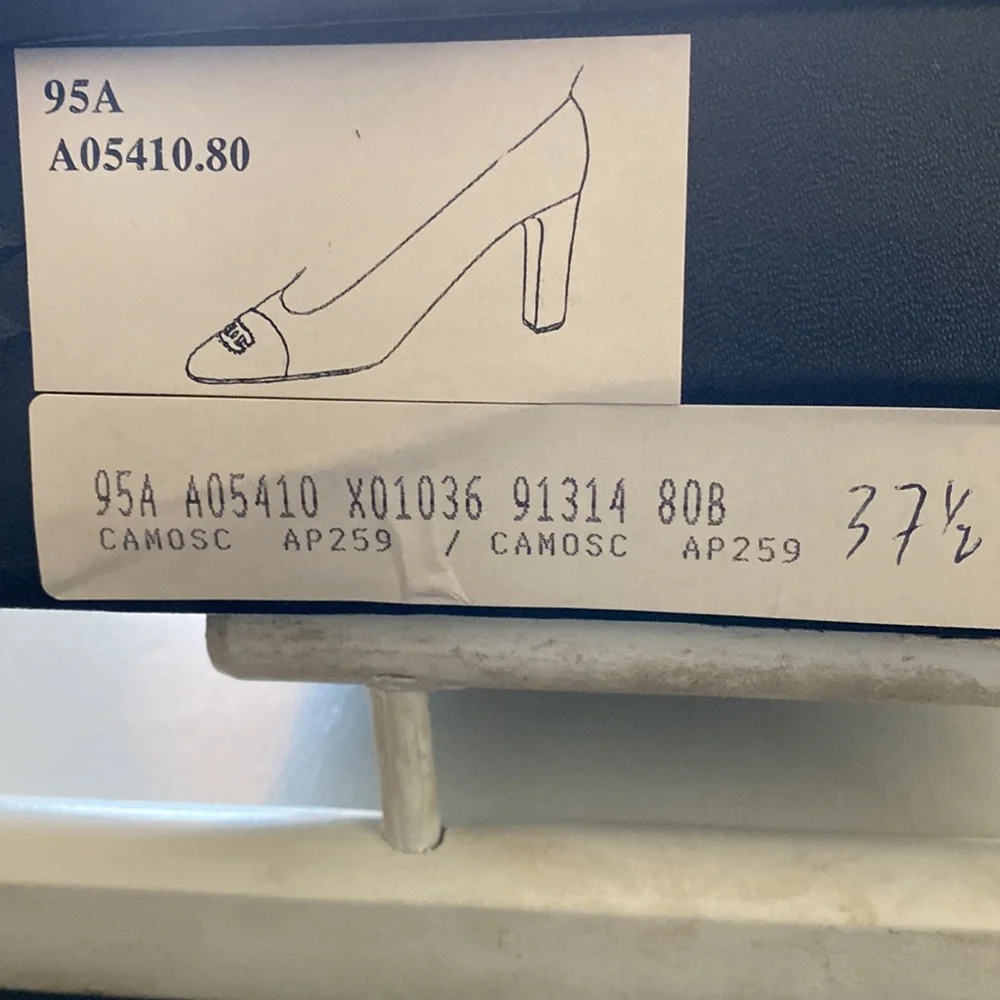 95A
A05410.80
95A A05410 X01036 91314 80B 37½
CAMOSC AP259 / CAMOSC AP259